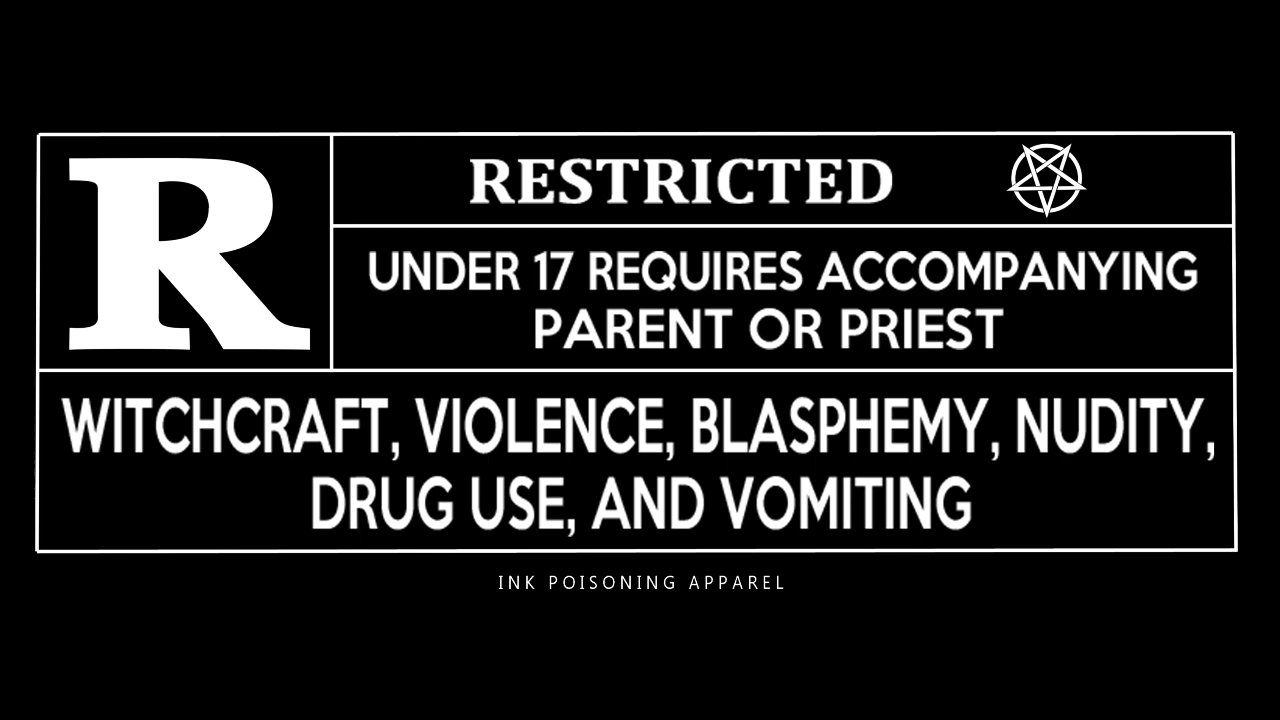 R
RESTRICTED
UNDER 17 REQUIRES ACCOMPANYING
PARENT OR PRIEST
WITCHCRAFT, VIOLENCE, BLASPHEMY, NUDITY,
DRUG USE, AND VOMITING
INK POISONING APPAREL